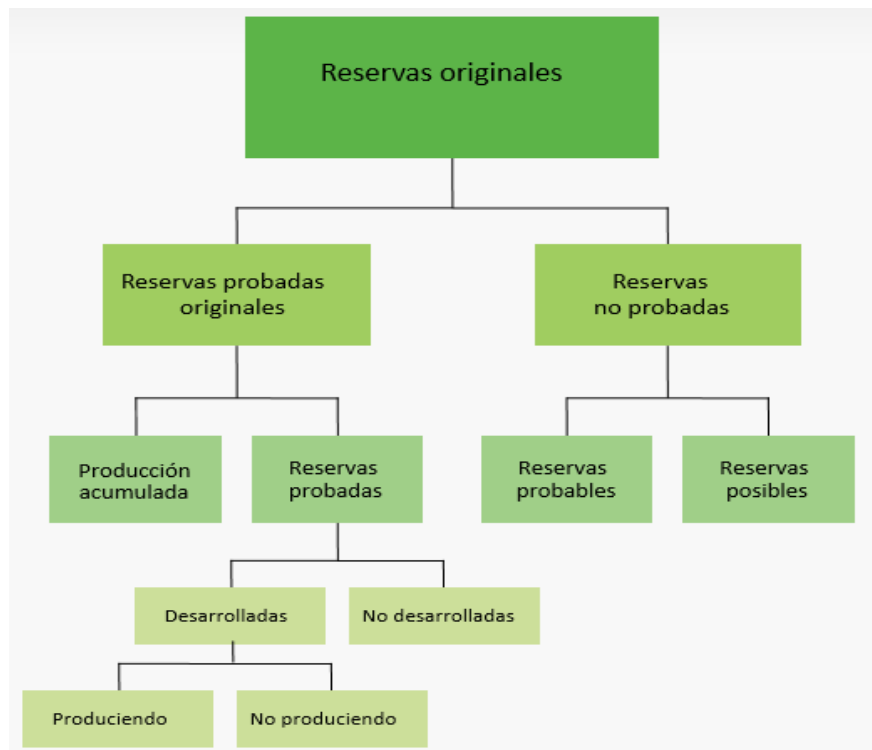 Reservas originales
Reservas probadas
originales
Reservas
no probadas
Producción
acumulada
Reservas
probadas
Reservas
probables
Reservas
posibles
Desarrolladas
No desarrolladas
Produciendo
No produciendo